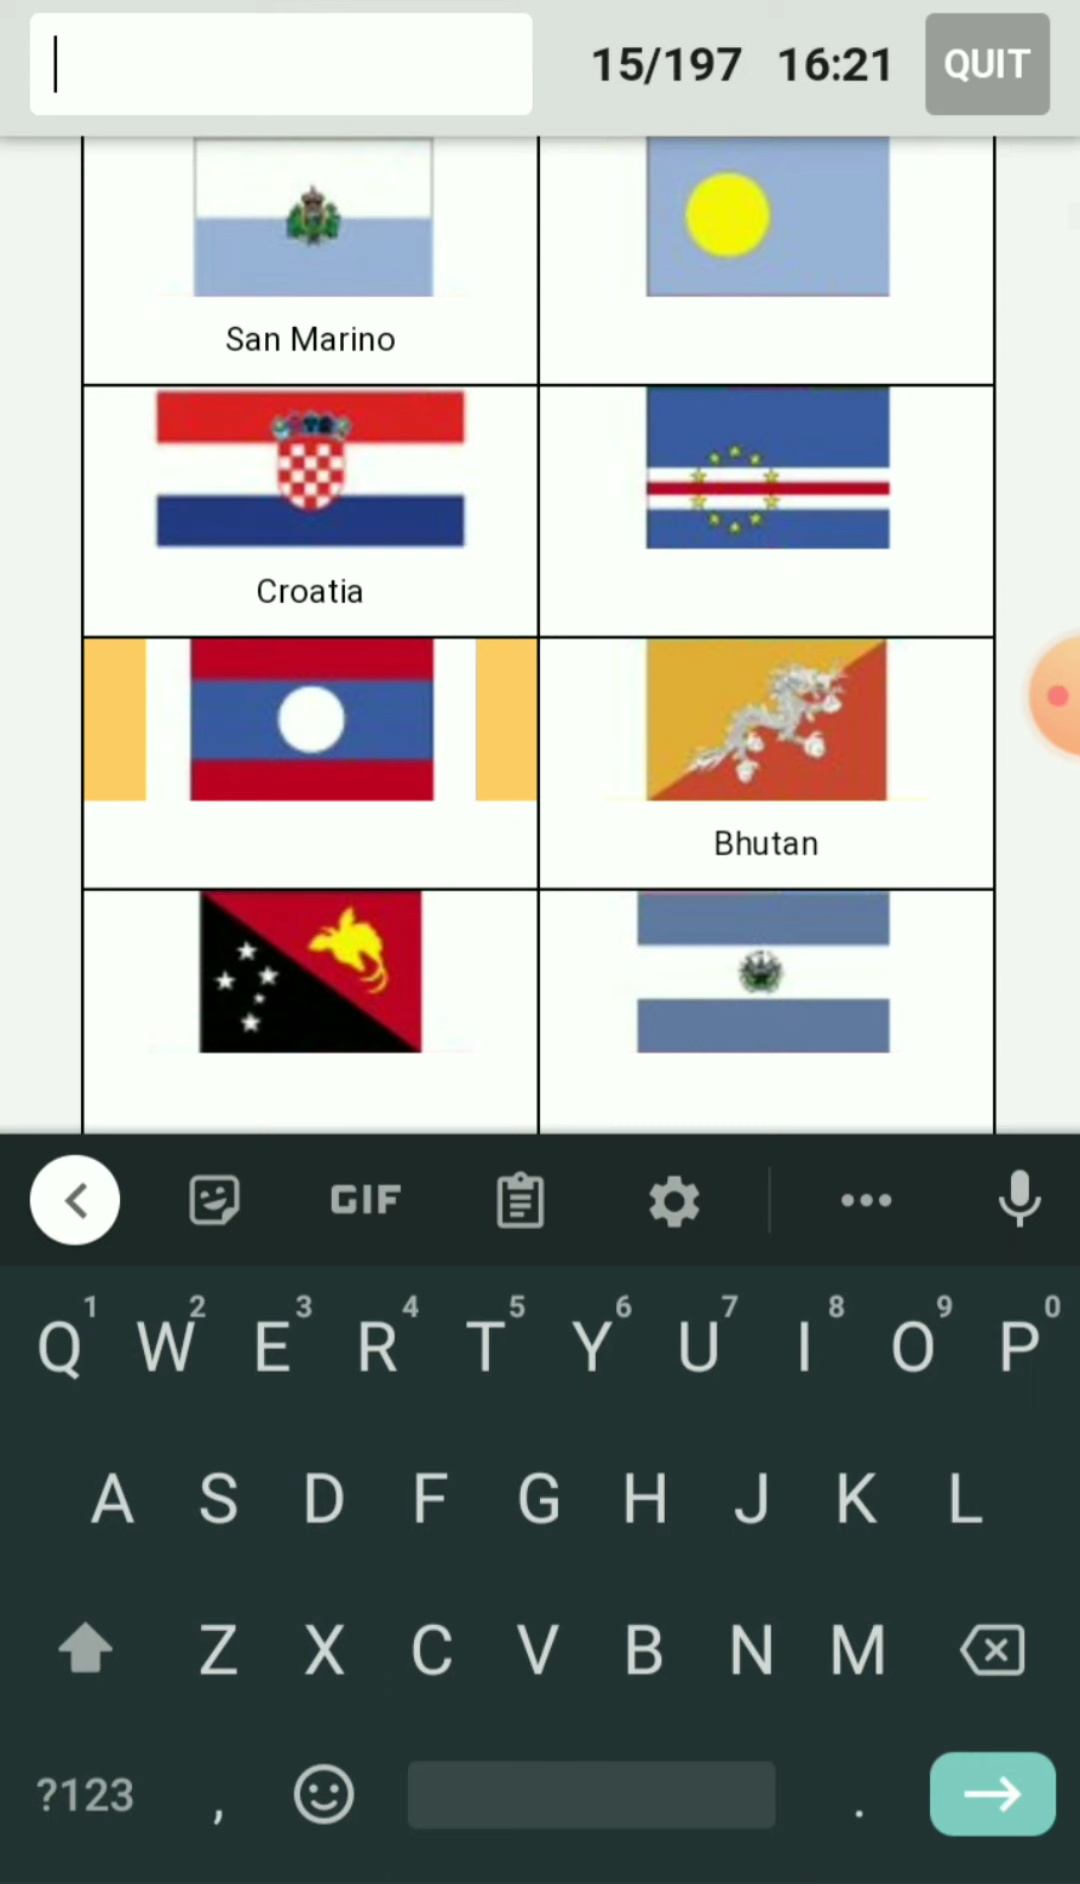 15/197 16:21 QUIT
San Marino
Croatia
Bhutan
GIF
1 2 3 4 5 6 7 8 9 0
Q W E R T Y U I O P
A S D F G H J K L
Z X C V B N M
?123 , .